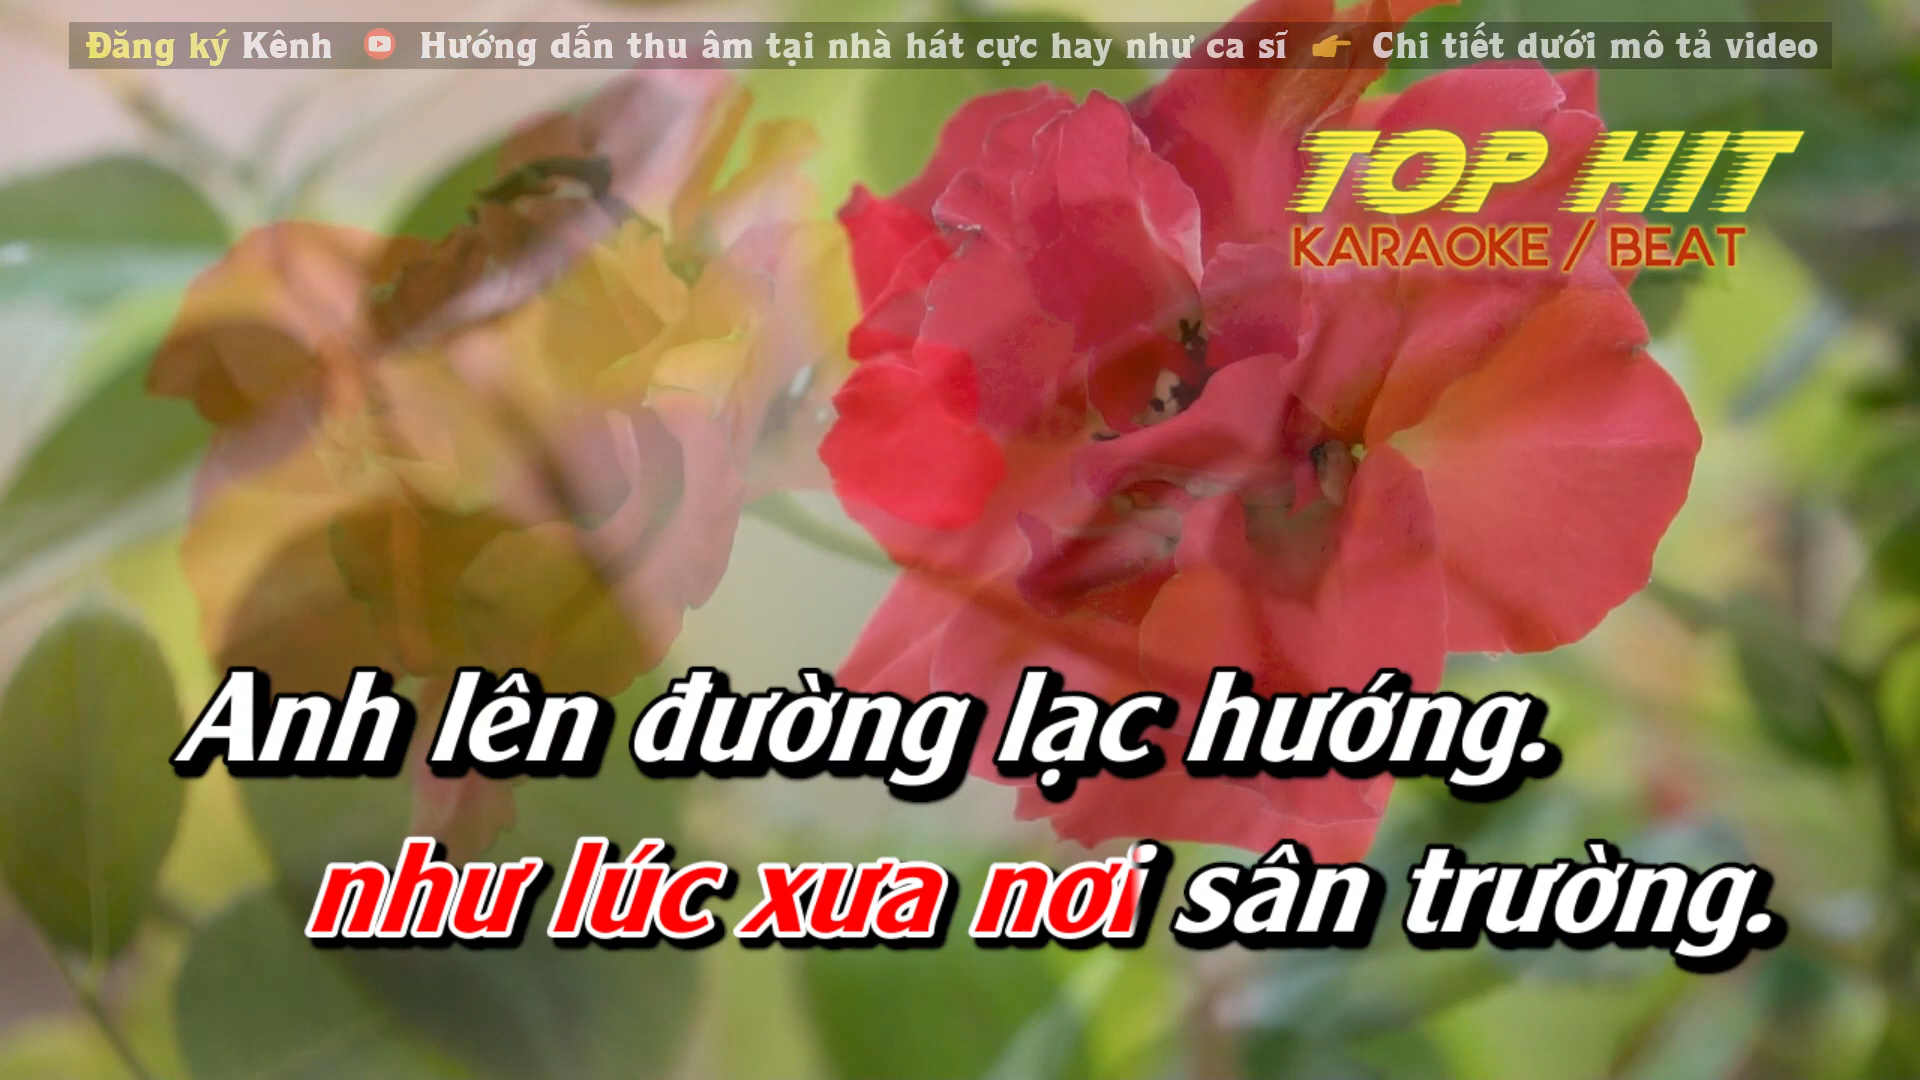 Đăng ký Kênh Hướng dẫn thu âm tại nhà hát cực hay như ca sĩ Chi tiết dưới mô tả video
TOP HIT
KARAOKE / BEAT
Anh lên đường lạc hướng.
như lúc xưa nơi sân trường.